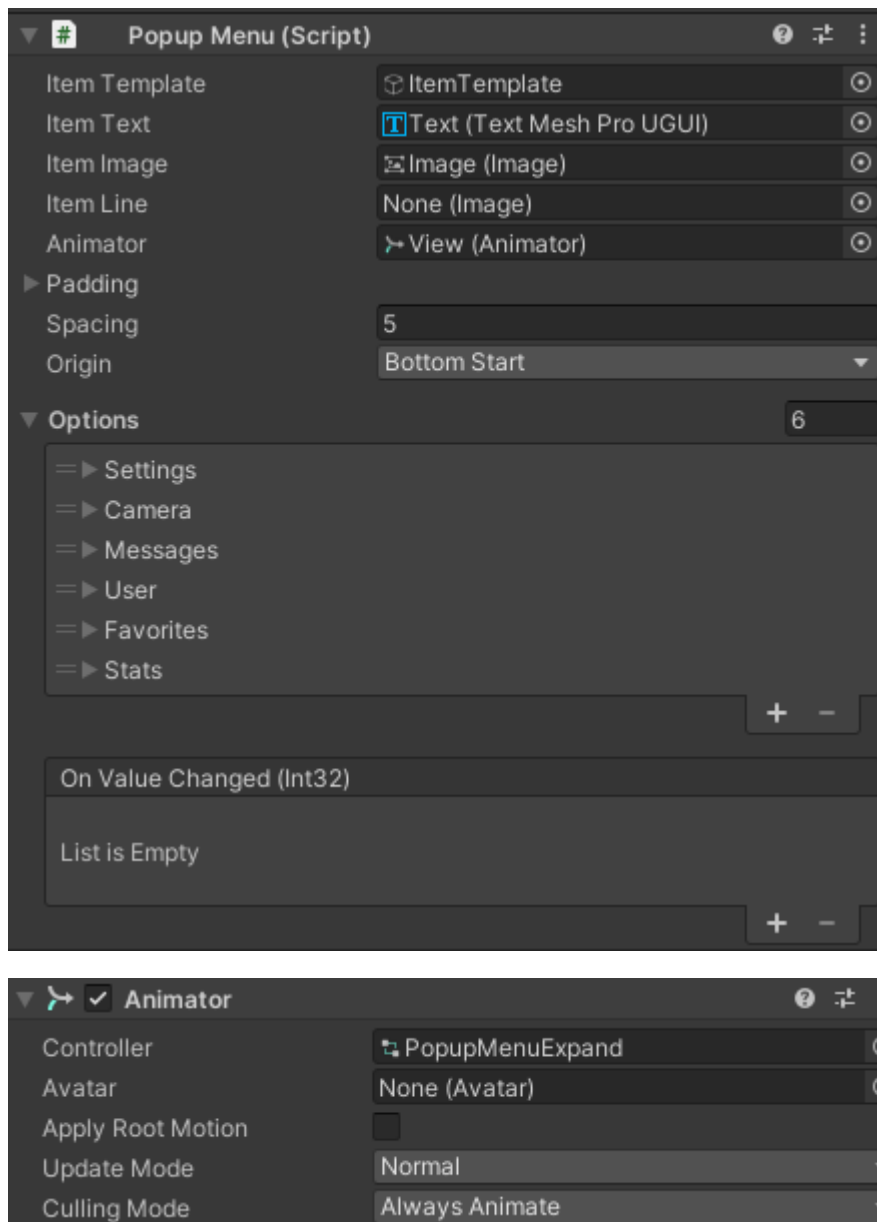 Popup Menu (Script)
Item Template ItemTemplate
Item Text Text (Text Mesh Pro UGUI)
Item Image Image (Image)
Item Line None (Image)
Animator View (Animator)
Padding
Spacing 5
Origin Bottom Start
Options 6
Settings
Camera
Messages
User
Favorites
Stats
On Value Changed (Int32)
List is Empty
Animator
Controller PopupMenuExpand
Avatar None (Avatar)
Apply Root Motion
Update Mode Normal
Culling Mode Always Animate